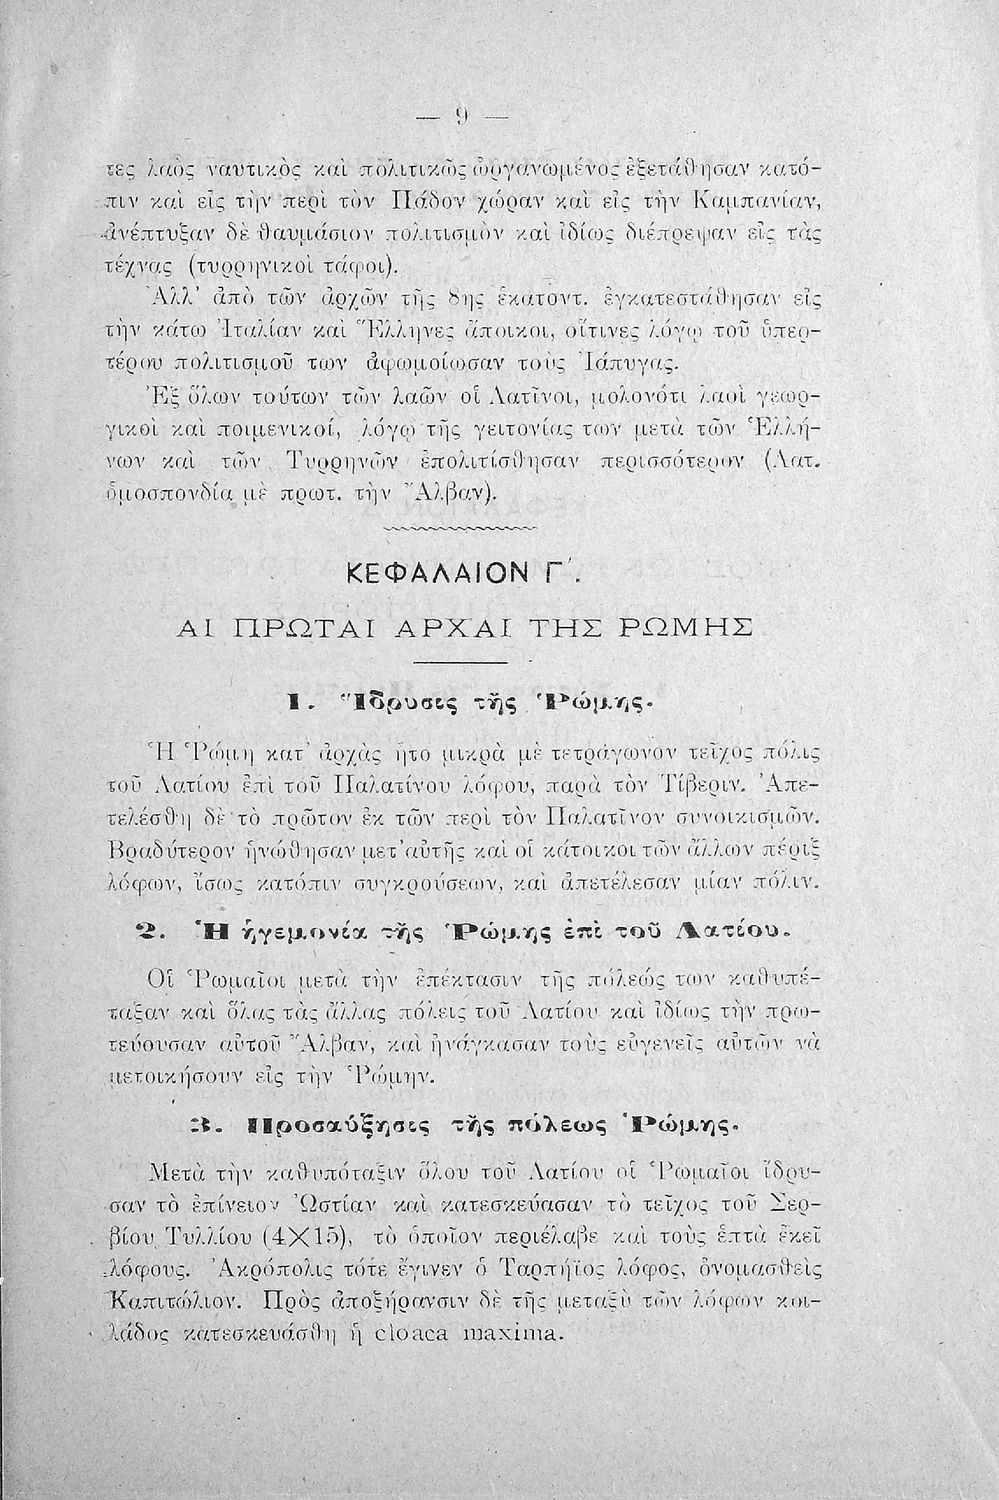 — 9 —
τες λαὸς ναυτικὸς καὶ πολιτικῶς ὠργανωμένος ἐξετάθησαν κατό-
πιν καὶ εἰς τὴν περὶ τὸν Πάδον χώραν καὶ εἰς τὴν Καμπανίαν,
ἀνέπτυξαν δὲ θαυμάσιον πολιτισμὸν καὶ ἰδίως διέπρεψαν εἰς τὰς
τέχνας (τυρρηνικοὶ τάφοι).
Ἀλλ' ἀπὸ τῶν ἀρχῶν τῆς 8ης ἑκατοντ. ἐγκατεστάθησαν εἰς
τὴν κάτω Ἰταλίαν καὶ Ἕλληνες ἄποικοι, οἵτινες λόγῳ τοῦ ὑπερ-
τέρου πολιτισμοῦ των ἀφωμοίωσαν τοὺς Ἰάπυγας.
Ἐξ ὅλων τούτων τῶν λαῶν οἱ Λατῖνοι, μολονότι λαοὶ γεωρ-
γικοὶ καὶ ποιμενικοί, λόγῳ τῆς γειτονίας των μετὰ τῶν Ἑλλή-
νων καὶ τῶν Τυρρηνῶν ἐπολιτίσθησαν περισσότερον (Λατ.
ὁμοσπονδία μὲ πρωτ. τὴν Ἄλβαν).
ΚΕΦΑΛΑΙΟΝ Γ΄.
ΑΙ ΠΡΩΤΑΙ ΑΡΧΑΙ ΤΗΣ ΡΩΜΗΣ
1. Ἵδρυσις τῆς Ῥώμης.
Ἡ Ῥώμη κατ' ἀρχὰς ἦτο μικρὰ μὲ τετράγωνον τεῖχος πόλις
τοῦ Λατίου ἐπὶ τοῦ Παλατίνου λόφου, παρὰ τὸν Τίβεριν. Ἀπε-
τελέσθη δὲ τὸ πρῶτον ἐκ τῶν περὶ τὸν Παλατῖνον συνοικισμῶν.
Βραδύτερον ἡνώθησαν μετ' αὐτῆς καὶ οἱ κάτοικοι τῶν ἄλλων πέριξ
λόφων, ἴσως κατόπιν συγκρούσεων, καὶ ἀπετέλεσαν μίαν πόλιν.
2. Ἡ ἡγεμονία τῆς Ῥώμης ἐπὶ τοῦ Λατίου.
Οἱ Ῥωμαῖοι μετὰ τὴν ἐπέκτασιν τῆς πόλεώς των καθυπέ-
ταξαν καὶ ὅλας τὰς ἄλλας πόλεις τοῦ Λατίου καὶ ἰδίως τὴν πρω-
τεύουσαν αὐτοῦ Ἄλβαν, καὶ ἠνάγκασαν τοὺς εὐγενεῖς αὐτῶν νὰ
μετοικήσουν εἰς τὴν Ῥώμην.
3. Προσαύξησις τῆς πόλεως Ῥώμης.
Μετὰ τὴν καθυπόταξιν ὅλου τοῦ Λατίου οἱ Ῥωμαῖοι ἵδρυ-
σαν τὸ ἐπίνειον Ὠστίαν καὶ κατεσκεύασαν τὸ τεῖχος τοῦ Σερ-
βίου Τυλλίου (4Χ15), τὸ ὁποῖον περιέλαβε καὶ τοὺς ἑπτὰ ἐκεῖ
λόφους. Ἀκρόπολις τότε ἔγινεν ὁ Ταρπήϊος λόφος, ὀνομασθεὶς
Καπιτώλιον. Πρὸς ἀποξήρανσιν δὲ τῆς μεταξὺ τῶν λόφων κοι-
λάδος κατεσκευάσθη ἡ cloaca maxima.